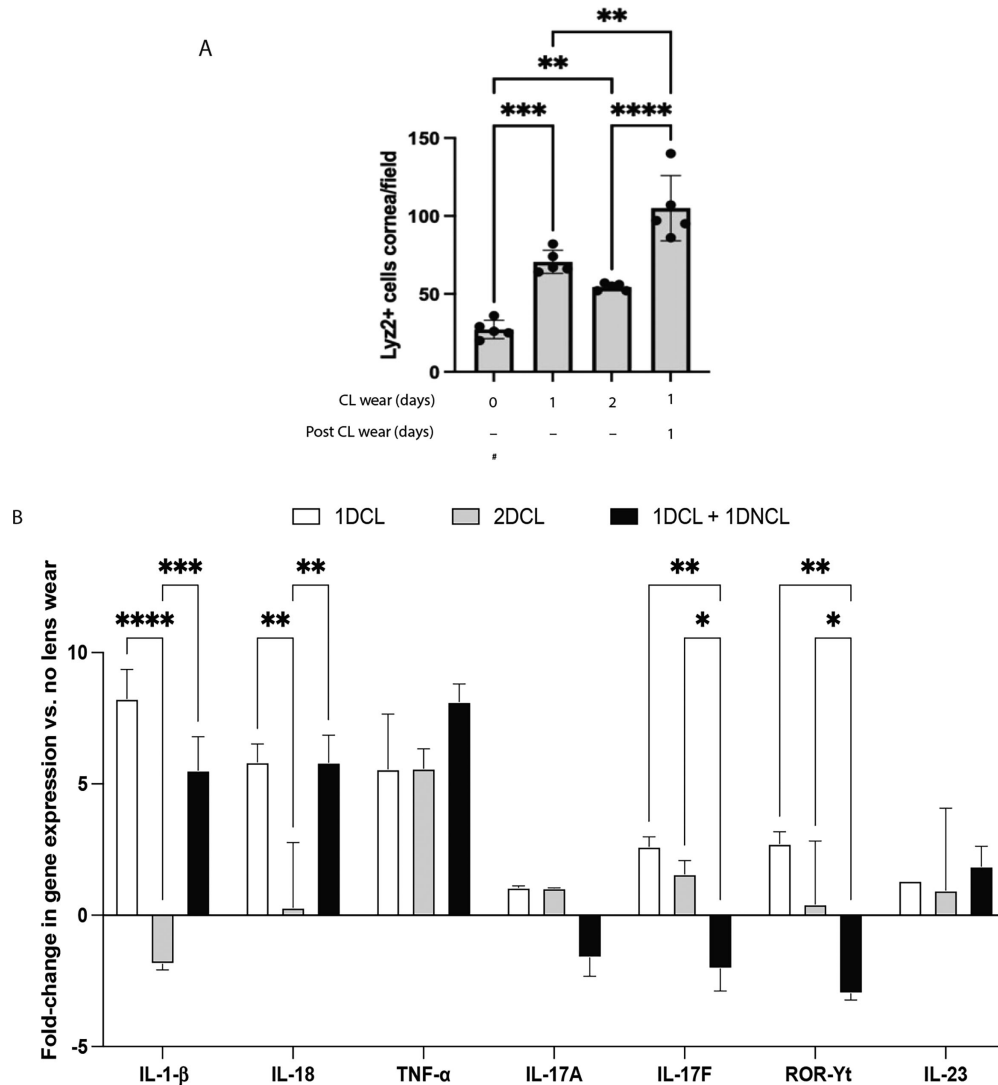 A
**
**
*** ****
Lyz2+ cells cornea/field
150
100
50
0
CL wear (days) 0 1 2 1
Post CL wear (days) – – – 1
#
B
1DCL 2DCL 1DCL + 1DNCL
Fold-change in gene expression vs. no lens wear
*** ** ** **
**** ** * *
10
5
0
-5
IL-1-β IL-18 TNF-α IL-17A IL-17F ROR-Yt IL-23